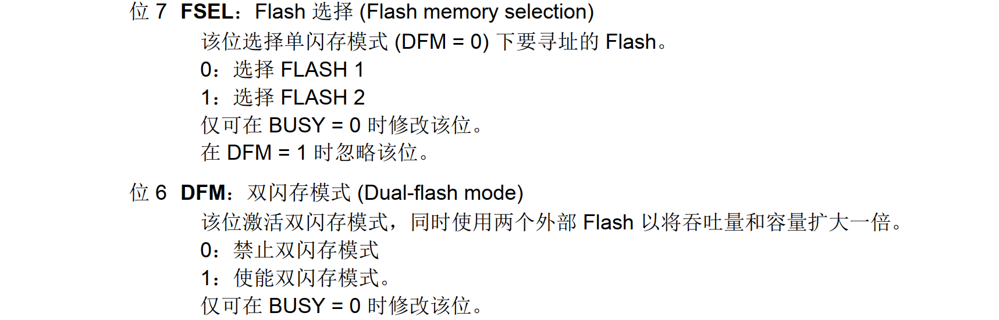 位 7 FSEL：Flash 选择 (Flash memory selection)
该位选择单闪存模式 (DFM = 0) 下要寻址的 Flash。
0：选择 FLASH 1
1：选择 FLASH 2
仅可在 BUSY = 0 时修改该位。
在 DFM = 1 时忽略该位。
位 6 DFM：双闪存模式 (Dual-flash mode)
该位激活双闪存模式，同时使用两个外部 Flash 以将吞吐量和容量扩大一倍。
0：禁止双闪存模式
1：使能双闪存模式。
仅可在 BUSY = 0 时修改该位。